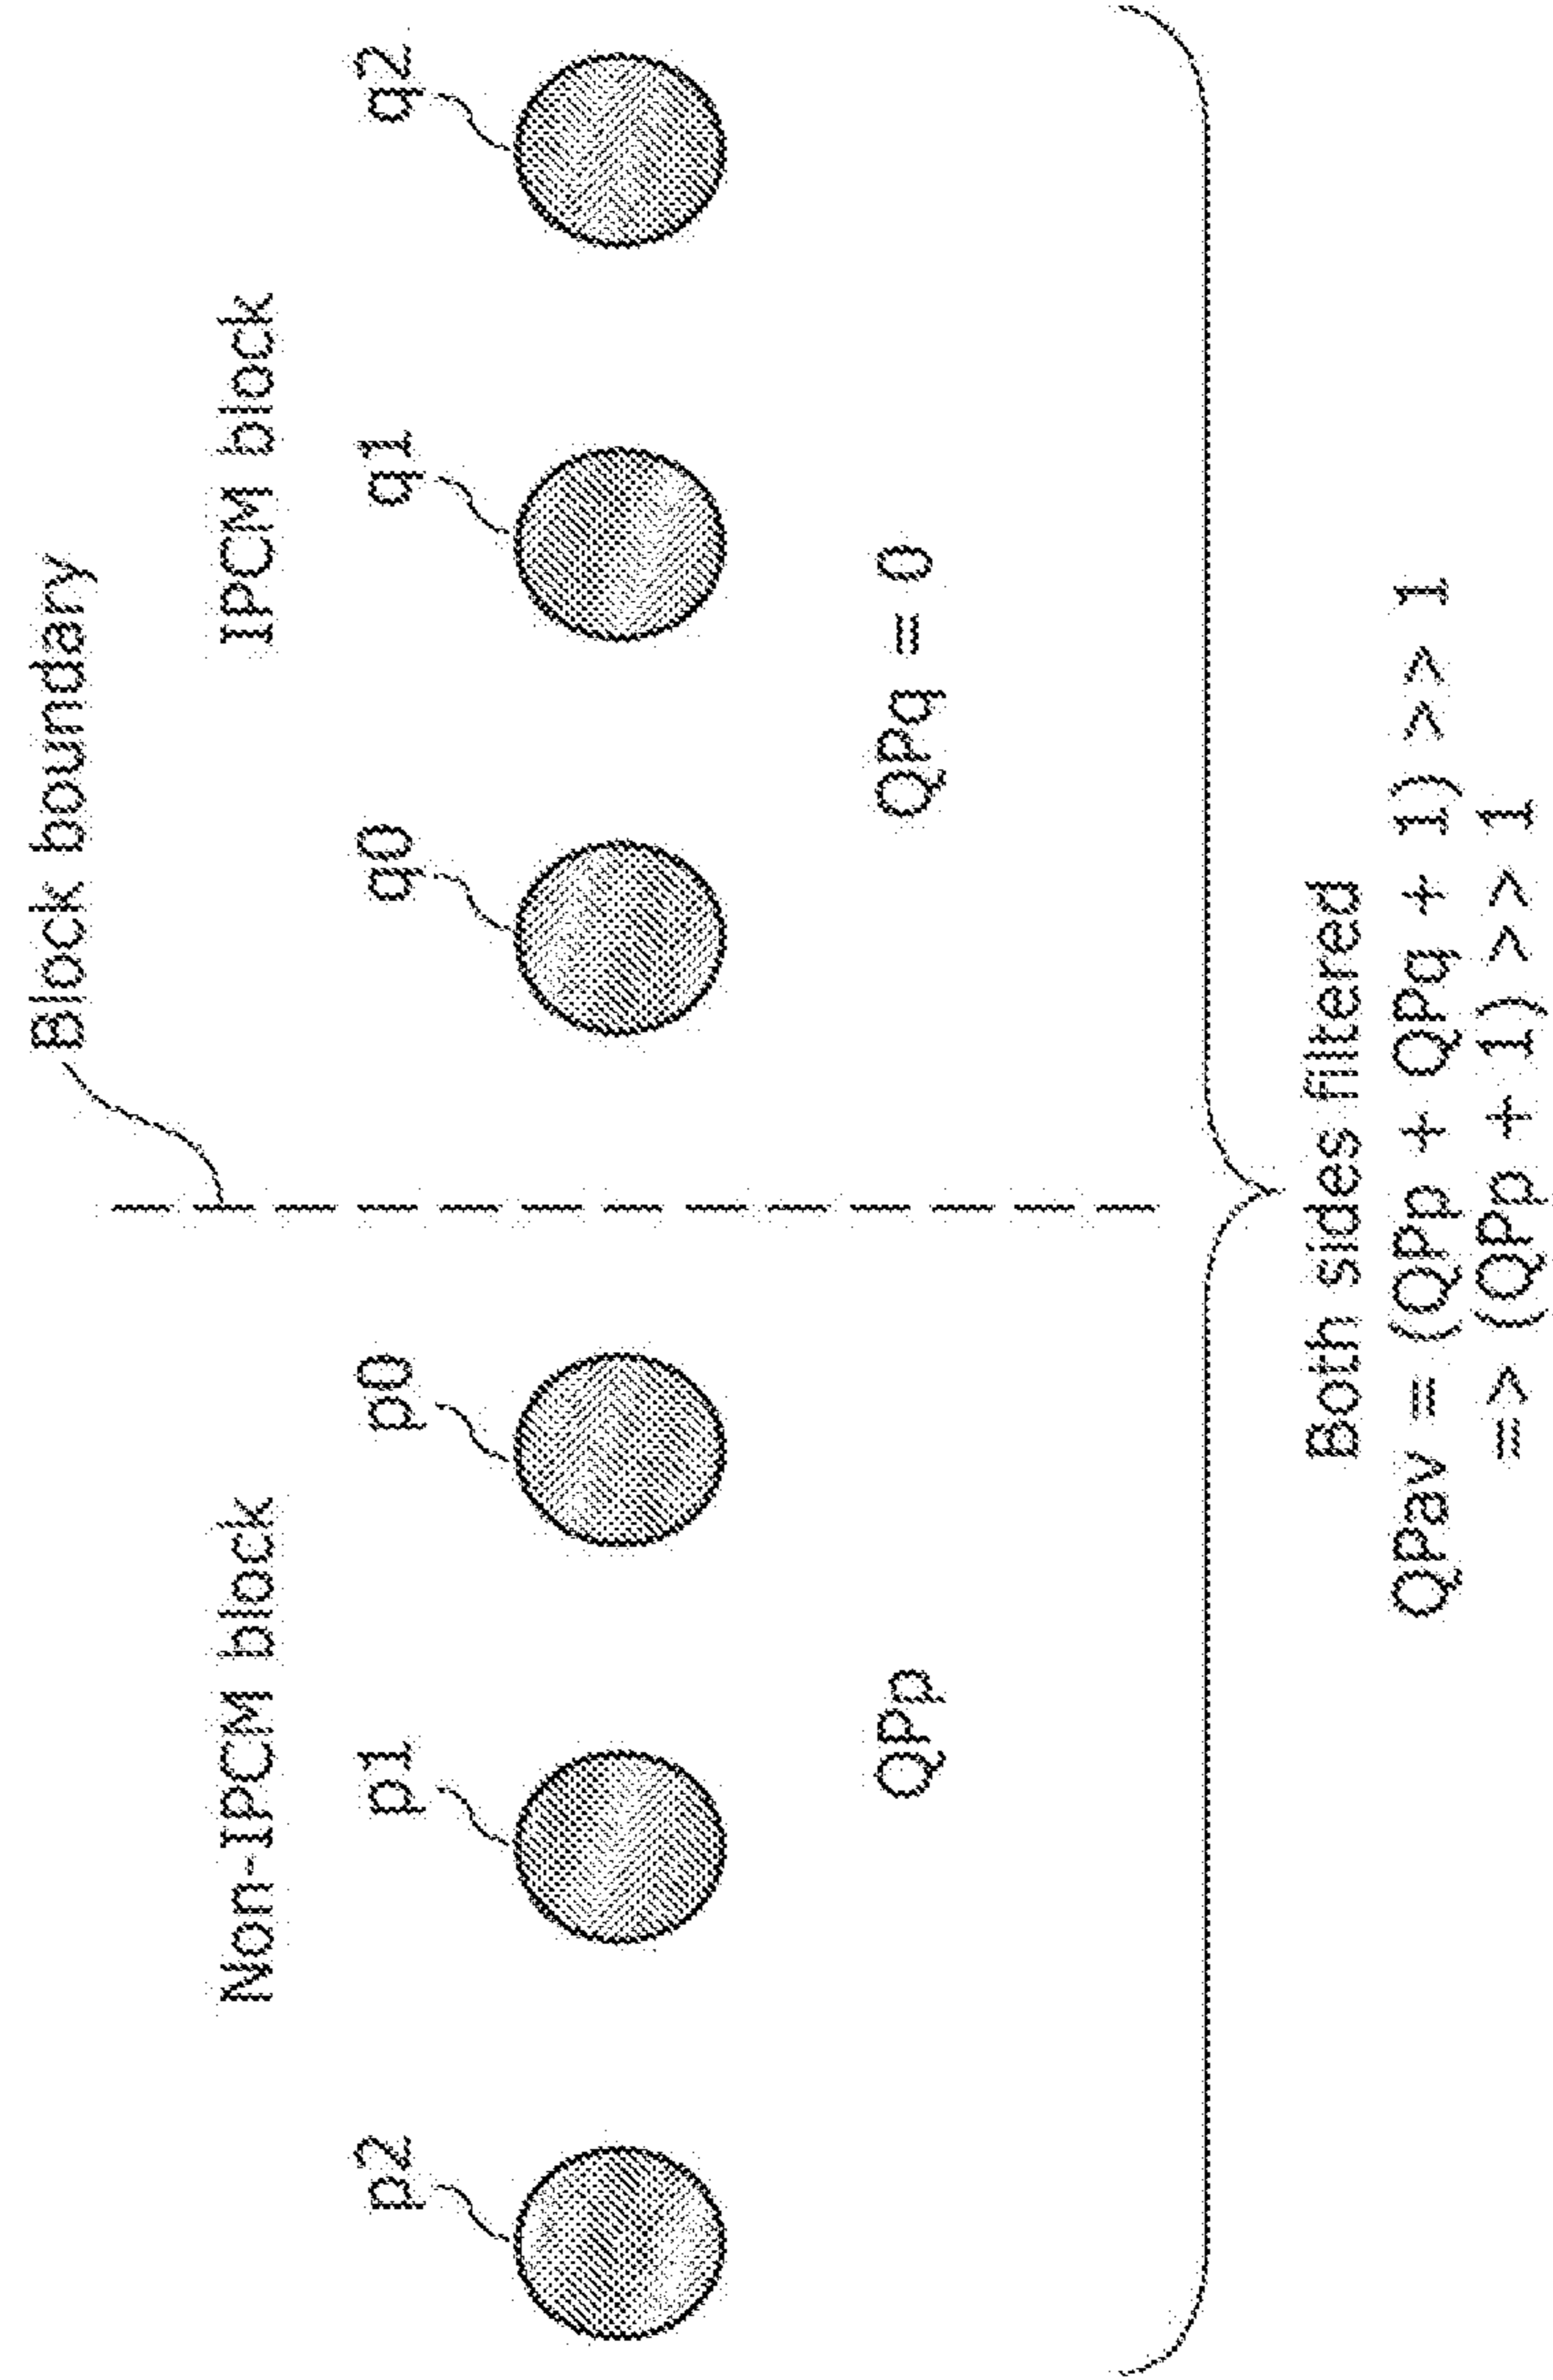 Block boundary
Non-IPCM block
IPCM block
p2
p1
p0
q0
q1
q2
QPp
QPq = 0
Both sides filtered
QPav = (QPp + QPq + 1) >> 1
=> (QPp + 1) >> 1